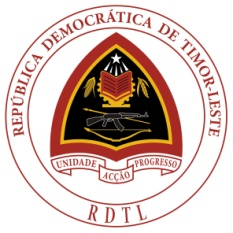 REPÚBLICA DEMOCRÁTICA DE TIMOR-LESTE
UNIDADE ACÇÃO PROGRESSO
RDTL